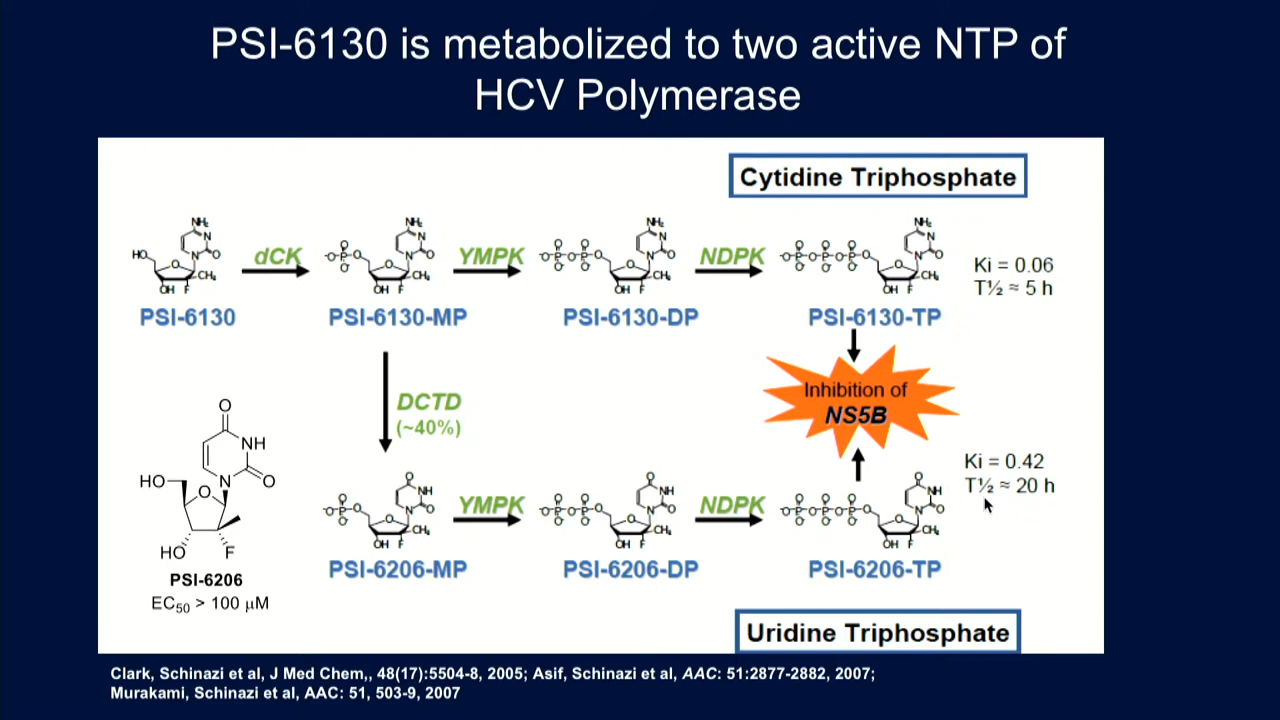 PSI-6130 is metabolized to two active NTP of
HCV Polymerase
Cytidine Triphosphate
dCK
YMPK
NDPK
PSI-6130
PSI-6130-MP
PSI-6130-DP
PSI-6130-TP
Ki = 0.06
T½ ≈ 5 h
DCTD
(~40%)
Inhibition of
NS5B
Ki = 0.42
T½ ≈ 20 h
YMPK
NDPK
PSI-6206-MP
PSI-6206-DP
PSI-6206-TP
O
NH
N
O
HO
O
HO
F
PSI-6206
EC₅₀ > 100 µM
Uridine Triphosphate
Clark, Schinazi et al, J Med Chem,, 48(17):5504-8, 2005; Asif, Schinazi et al, AAC: 51:2877-2882, 2007;
Murakami, Schinazi et al, AAC: 51, 503-9, 2007